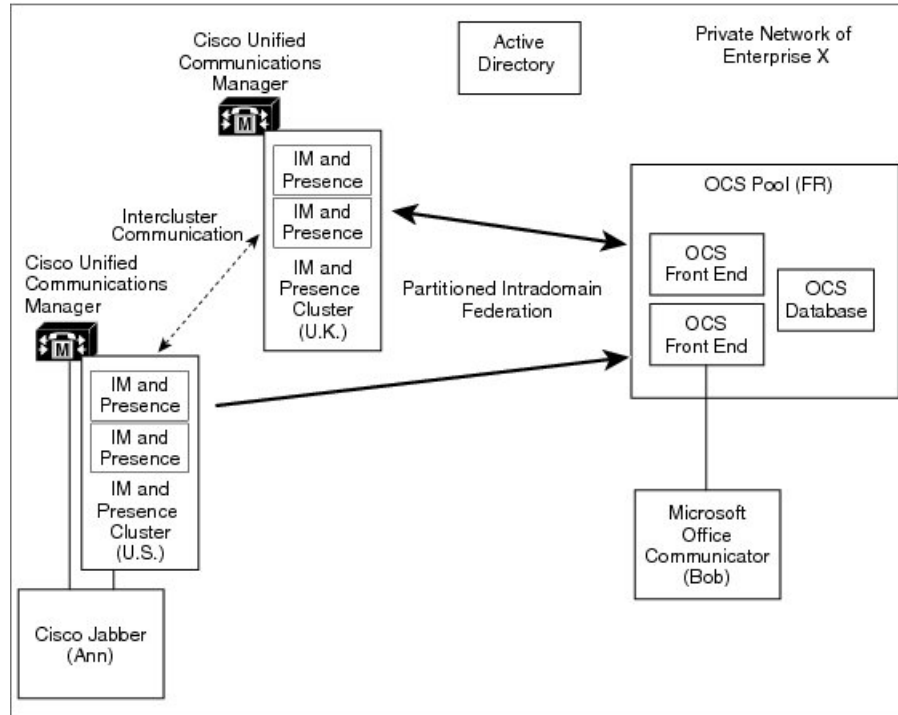 Cisco Unified
Communications
Manager
Active
Directory
Private Network of
Enterprise X
M
IM and
Presence
IM and
Presence
IM and
Presence
Cluster
(U.K.)
Intercluster
Communication
Cisco Unified
Communications
Manager
M
IM and
Presence
IM and
Presence
IM and
Presence
Cluster
(U.S.)
Cisco Jabber
(Ann)
Partitioned Intradomain
Federation
OCS Pool (FR)
OCS
Front End
OCS
Front End
OCS
Database
Microsoft
Office
Communicator
(Bob)